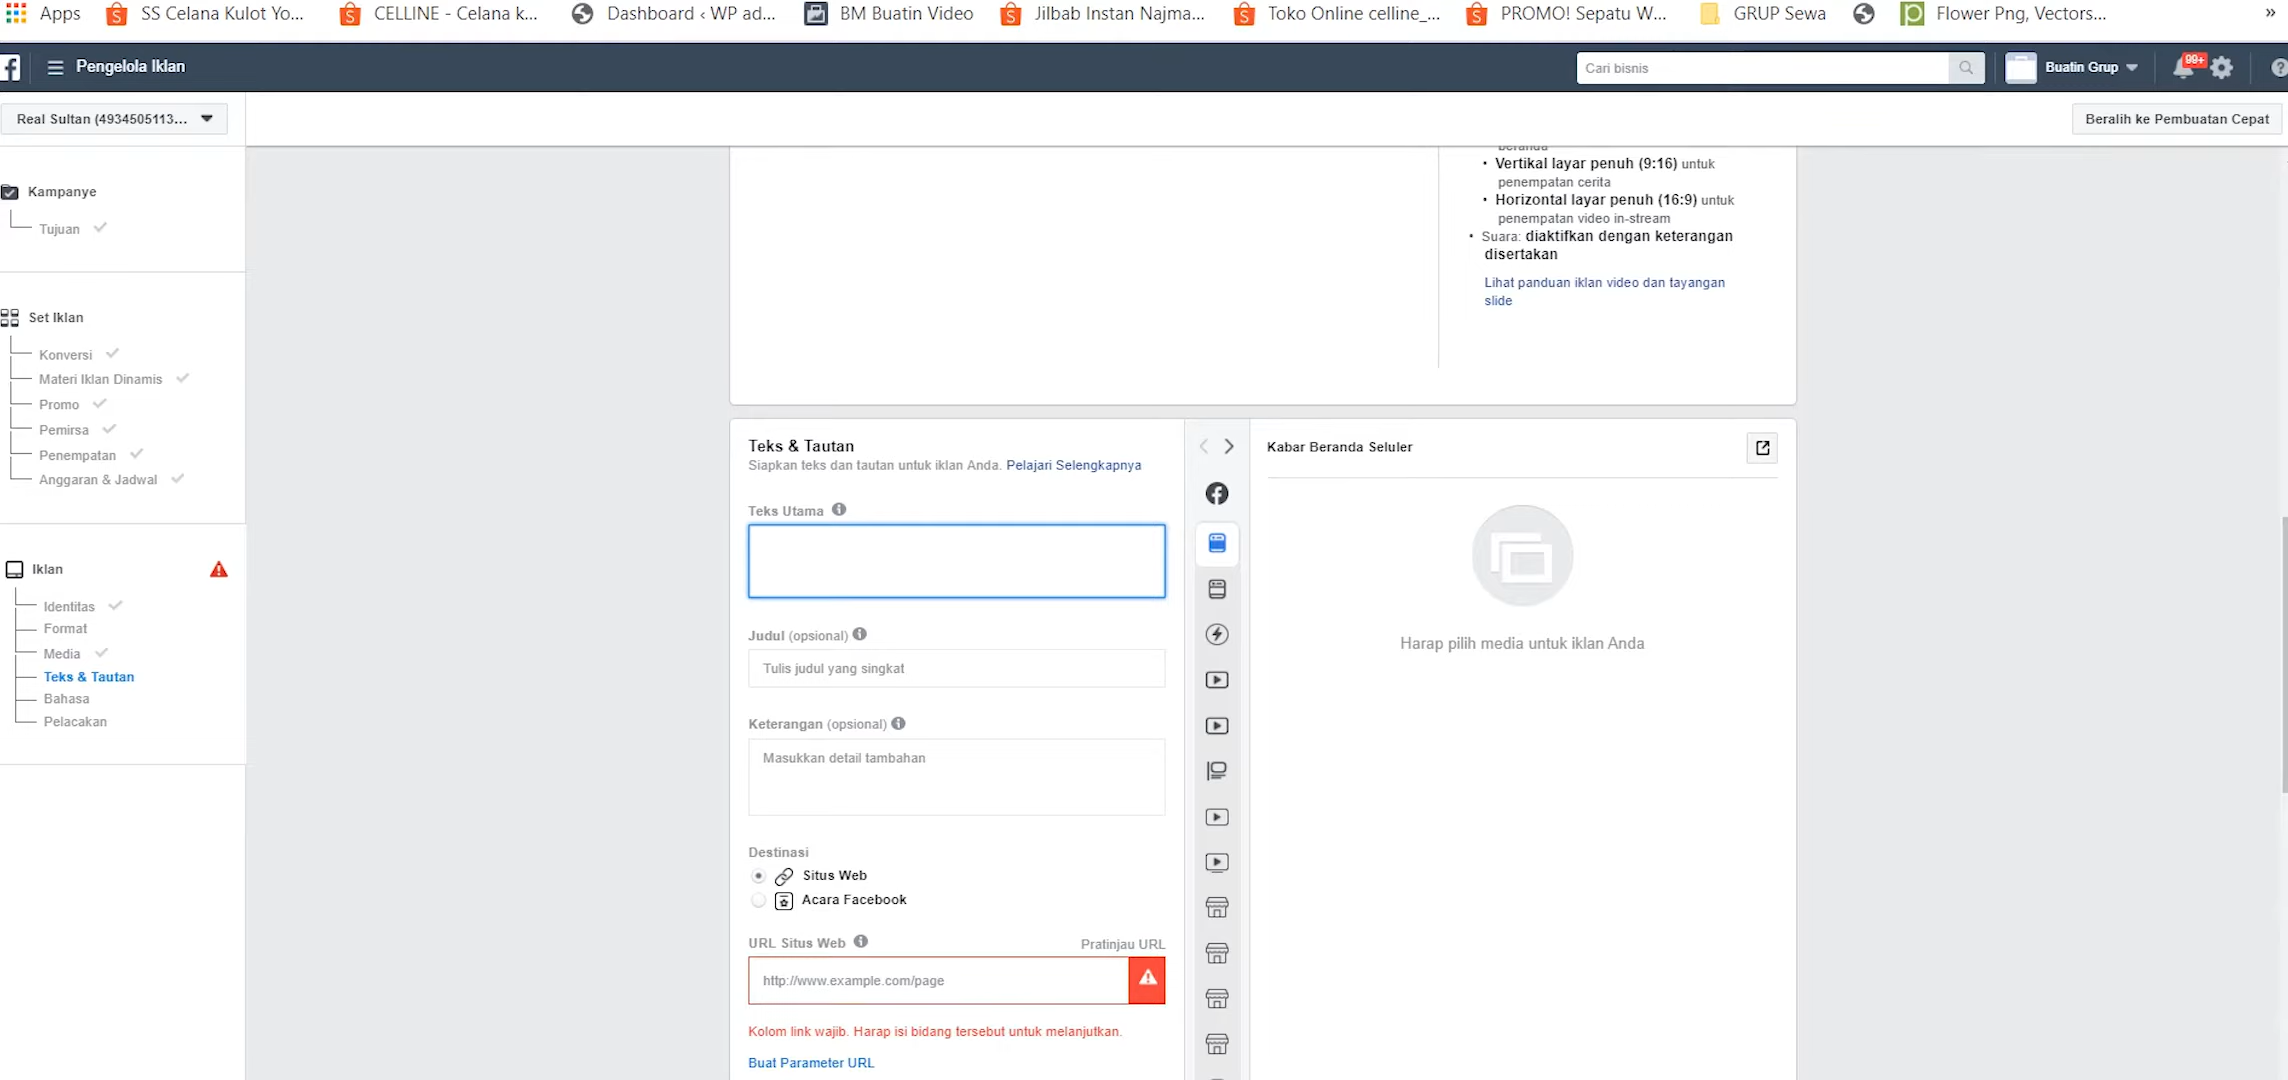 Apps SS Celana Kulot Yo... CELLINE - Celana k... Dashboard ‹ WP ad... BM Buatin Video Jilbab Instan Najma... Toko Online celline_... PROMO! Sepatu W... GRUP Sewa Flower Png, Vectors... »
Pengelola Iklan Cari bisnis Buatin Grup 99+
Real Sultan (4934505113... Beralih ke Pembuatan Cepat
beranda
• Vertikal layar penuh (9:16) untuk
penempatan cerita
• Horizontal layar penuh (16:9) untuk
penempatan video in-stream
• Suara: diaktifkan dengan keterangan
disertakan
Lihat panduan iklan video dan tayangan
slide
Kampanye
Tujuan
Set Iklan
Konversi
Materi Iklan Dinamis
Promo
Pemirsa
Penempatan
Anggaran & Jadwal
Iklan
Identitas
Format
Media
Teks & Tautan
Bahasa
Pelacakan
Teks & Tautan
Siapkan teks dan tautan untuk iklan Anda. Pelajari Selengkapnya
Teks Utama
Judul (opsional)
Tulis judul yang singkat
Keterangan (opsional)
Masukkan detail tambahan
Destinasi
Situs Web
Acara Facebook
URL Situs Web Pratinjau URL
http://www.example.com/page
Kolom link wajib. Harap isi bidang tersebut untuk melanjutkan.
Buat Parameter URL
Kabar Beranda Seluler
Harap pilih media untuk iklan Anda